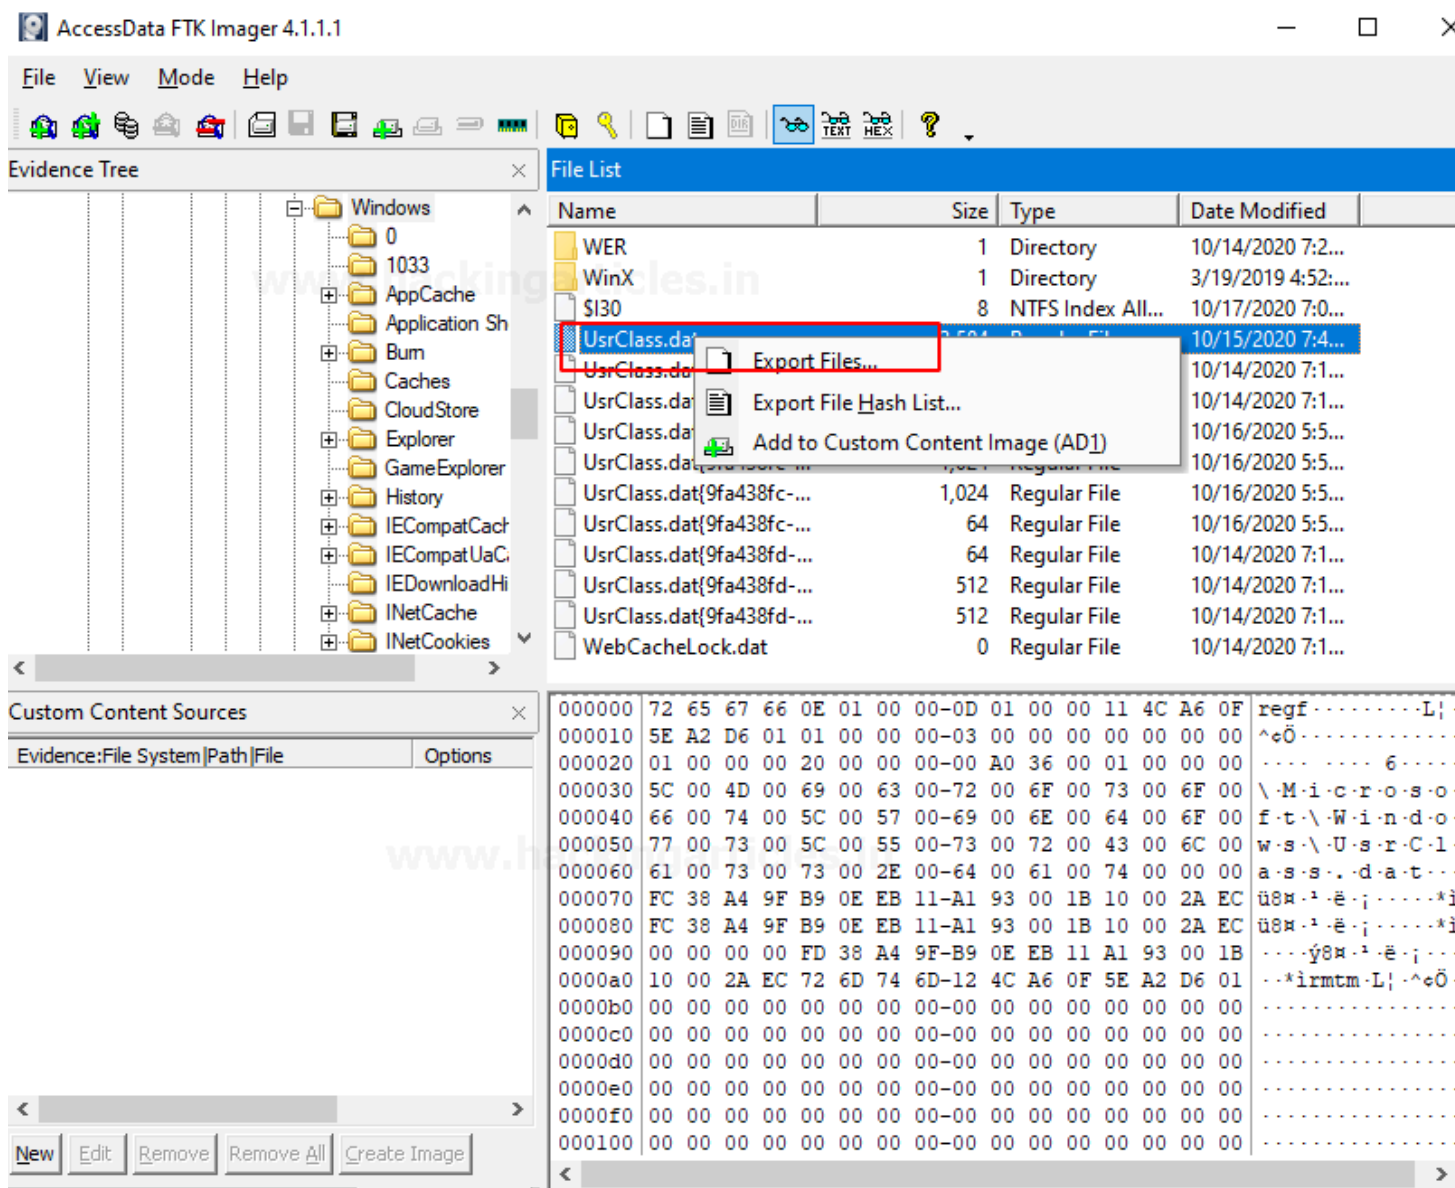 AccessData FTK Imager 4.1.1.1
File View Mode Help
TEXT HEX
Evidence Tree
Windows
0
1033
AppCache
Application Sh
Burn
Caches
CloudStore
Explorer
GameExplorer
History
IECompatCach
IECompatUaC
IEDownloadHi
INetCache
INetCookies
File List
Name Size Type Date Modified
WER 1 Directory 10/14/2020 7:2...
WinX 1 Directory 3/19/2019 4:52:...
$I30 8 NTFS Index All... 10/17/2020 7:0...
UsrClass.dat 10/15/2020 7:4...
UsrClass.da 10/14/2020 7:1...
UsrClass.da 10/14/2020 7:1...
UsrClass.da 10/16/2020 5:5...
UsrClass.dat 10/16/2020 5:5...
UsrClass.dat{9fa438fc-... 1,024 Regular File 10/16/2020 5:5...
UsrClass.dat{9fa438fc-... 64 Regular File 10/16/2020 5:5...
UsrClass.dat{9fa438fd-... 64 Regular File 10/14/2020 7:1...
UsrClass.dat{9fa438fd-... 512 Regular File 10/14/2020 7:1...
UsrClass.dat{9fa438fd-... 512 Regular File 10/14/2020 7:1...
WebCacheLock.dat 0 Regular File 10/14/2020 7:1...
Export Files...
Export File Hash List...
Add to Custom Content Image (AD1)
www.hackingarticles.in
Custom Content Sources
Evidence:File System|Path|File Options
New Edit Remove Remove All Create Image
000000 72 65 67 66 0E 01 00 00-0D 01 00 00 11 4C A6 0F regf·········L¦·
000010 5E A2 D6 01 01 00 00 00-03 00 00 00 00 00 00 00 ^¢Ö·············
000020 01 00 00 00 20 00 00 00-00 A0 36 00 01 00 00 00 ···· ···· 6·····
000030 5C 00 4D 00 69 00 63 00-72 00 6F 00 73 00 6F 00 \·M·i·c·r·o·s·o·
000040 66 00 74 00 5C 00 57 00-69 00 6E 00 64 00 6F 00 f·t·\·W·i·n·d·o·
000050 77 00 73 00 5C 00 55 00-73 00 72 00 43 00 6C 00 w·s·\·U·s·r·C·l·
000060 61 00 73 00 73 00 2E 00-64 00 61 00 74 00 00 00 a·s·s·.·d·a·t···
000070 FC 38 A4 9F B9 0E EB 11-A1 93 00 1B 10 00 2A EC ü8¤·¹·ë·¡·····*ì
000080 FC 38 A4 9F B9 0E EB 11-A1 93 00 1B 10 00 2A EC ü8¤·¹·ë·¡·····*ì
000090 00 00 00 00 FD 38 A4 9F-B9 0E EB 11 A1 93 00 1B ····ý8¤·¹·ë·¡···
0000a0 10 00 2A EC 72 6D 74 6D-12 4C A6 0F 5E A2 D6 01 ··*ìrmtm·L¦·^¢Ö·
0000b0 00 00 00 00 00 00 00 00-00 00 00 00 00 00 00 00 ················
0000c0 00 00 00 00 00 00 00 00-00 00 00 00 00 00 00 00 ················
0000d0 00 00 00 00 00 00 00 00-00 00 00 00 00 00 00 00 ················
0000e0 00 00 00 00 00 00 00 00-00 00 00 00 00 00 00 00 ················
0000f0 00 00 00 00 00 00 00 00-00 00 00 00 00 00 00 00 ················
000100 00 00 00 00 00 00 00 00-00 00 00 00 00 00 00 00 ················
www.hackingarticles.in